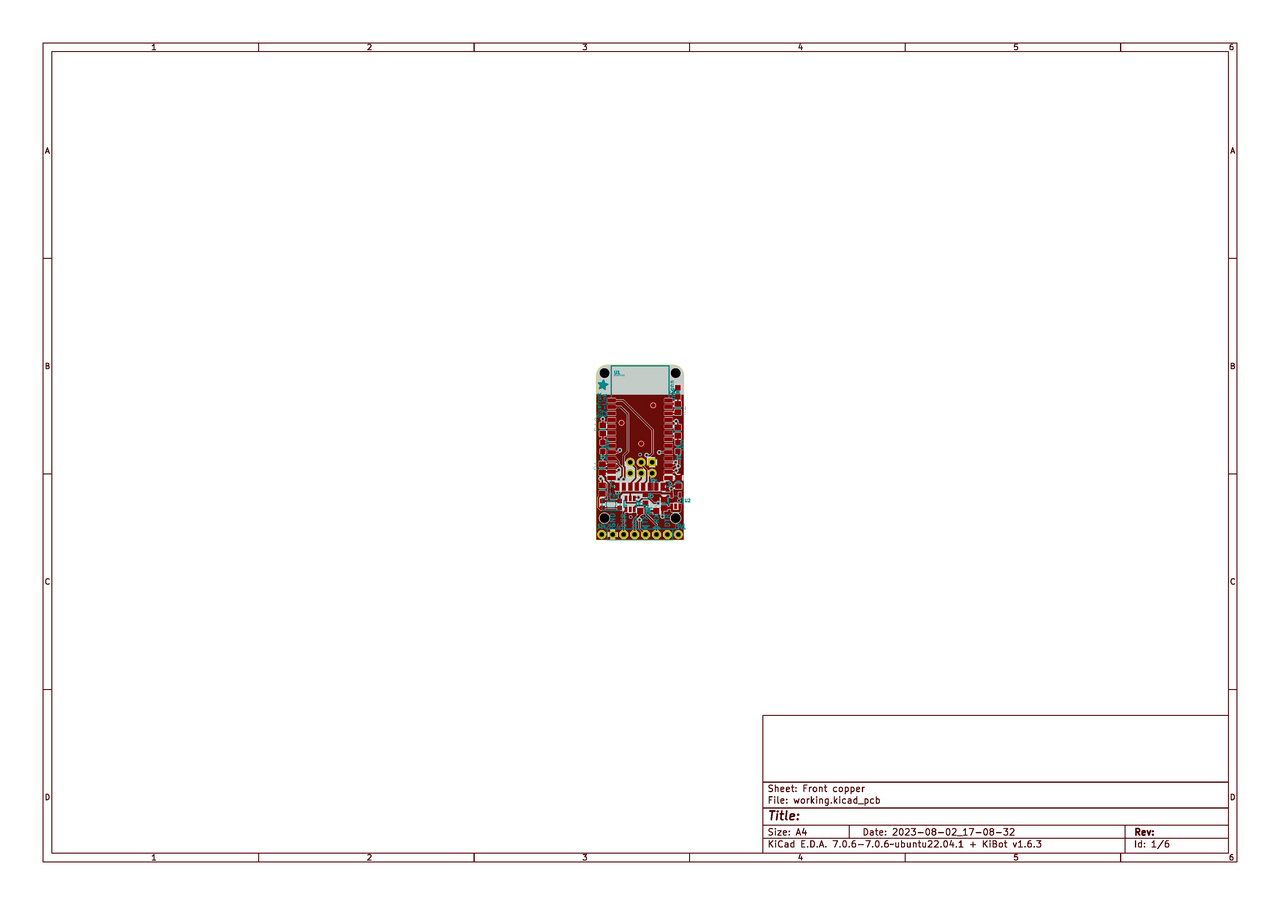 1 2 3 4 5 6
A A
U1
B B
U2
C C
Sheet: Front copper
File: working.kicad_pcb
D D
Title:
Size: A4 Date: 2023-08-02_17-08-32 Rev:
KiCad E.D.A. 7.0.6-7.0.6~ubuntu22.04.1 + KiBot v1.6.3 Id: 1/6
1 2 3 4 5 6